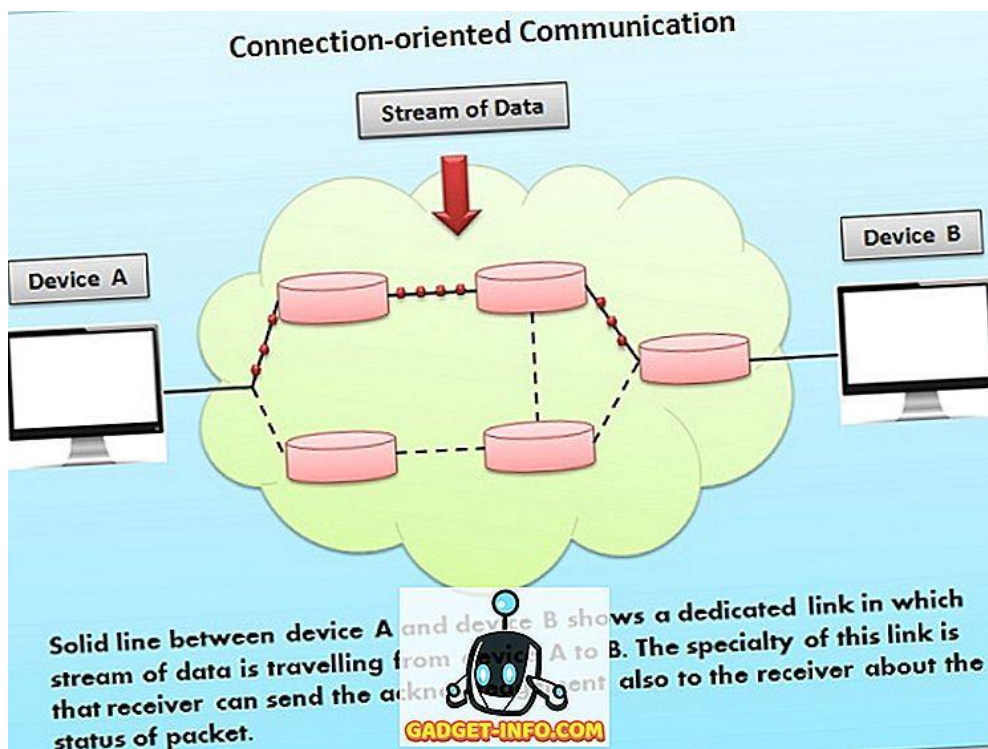 Connection-oriented Communication
Stream of Data
Device A
Device B
Solid line between device A and device B shows a dedicated link in which
stream of data is travelling from device A to B. The specialty of this link is
that receiver can send the also to the receiver about the
status of packet.
GADGET-INFO.COM